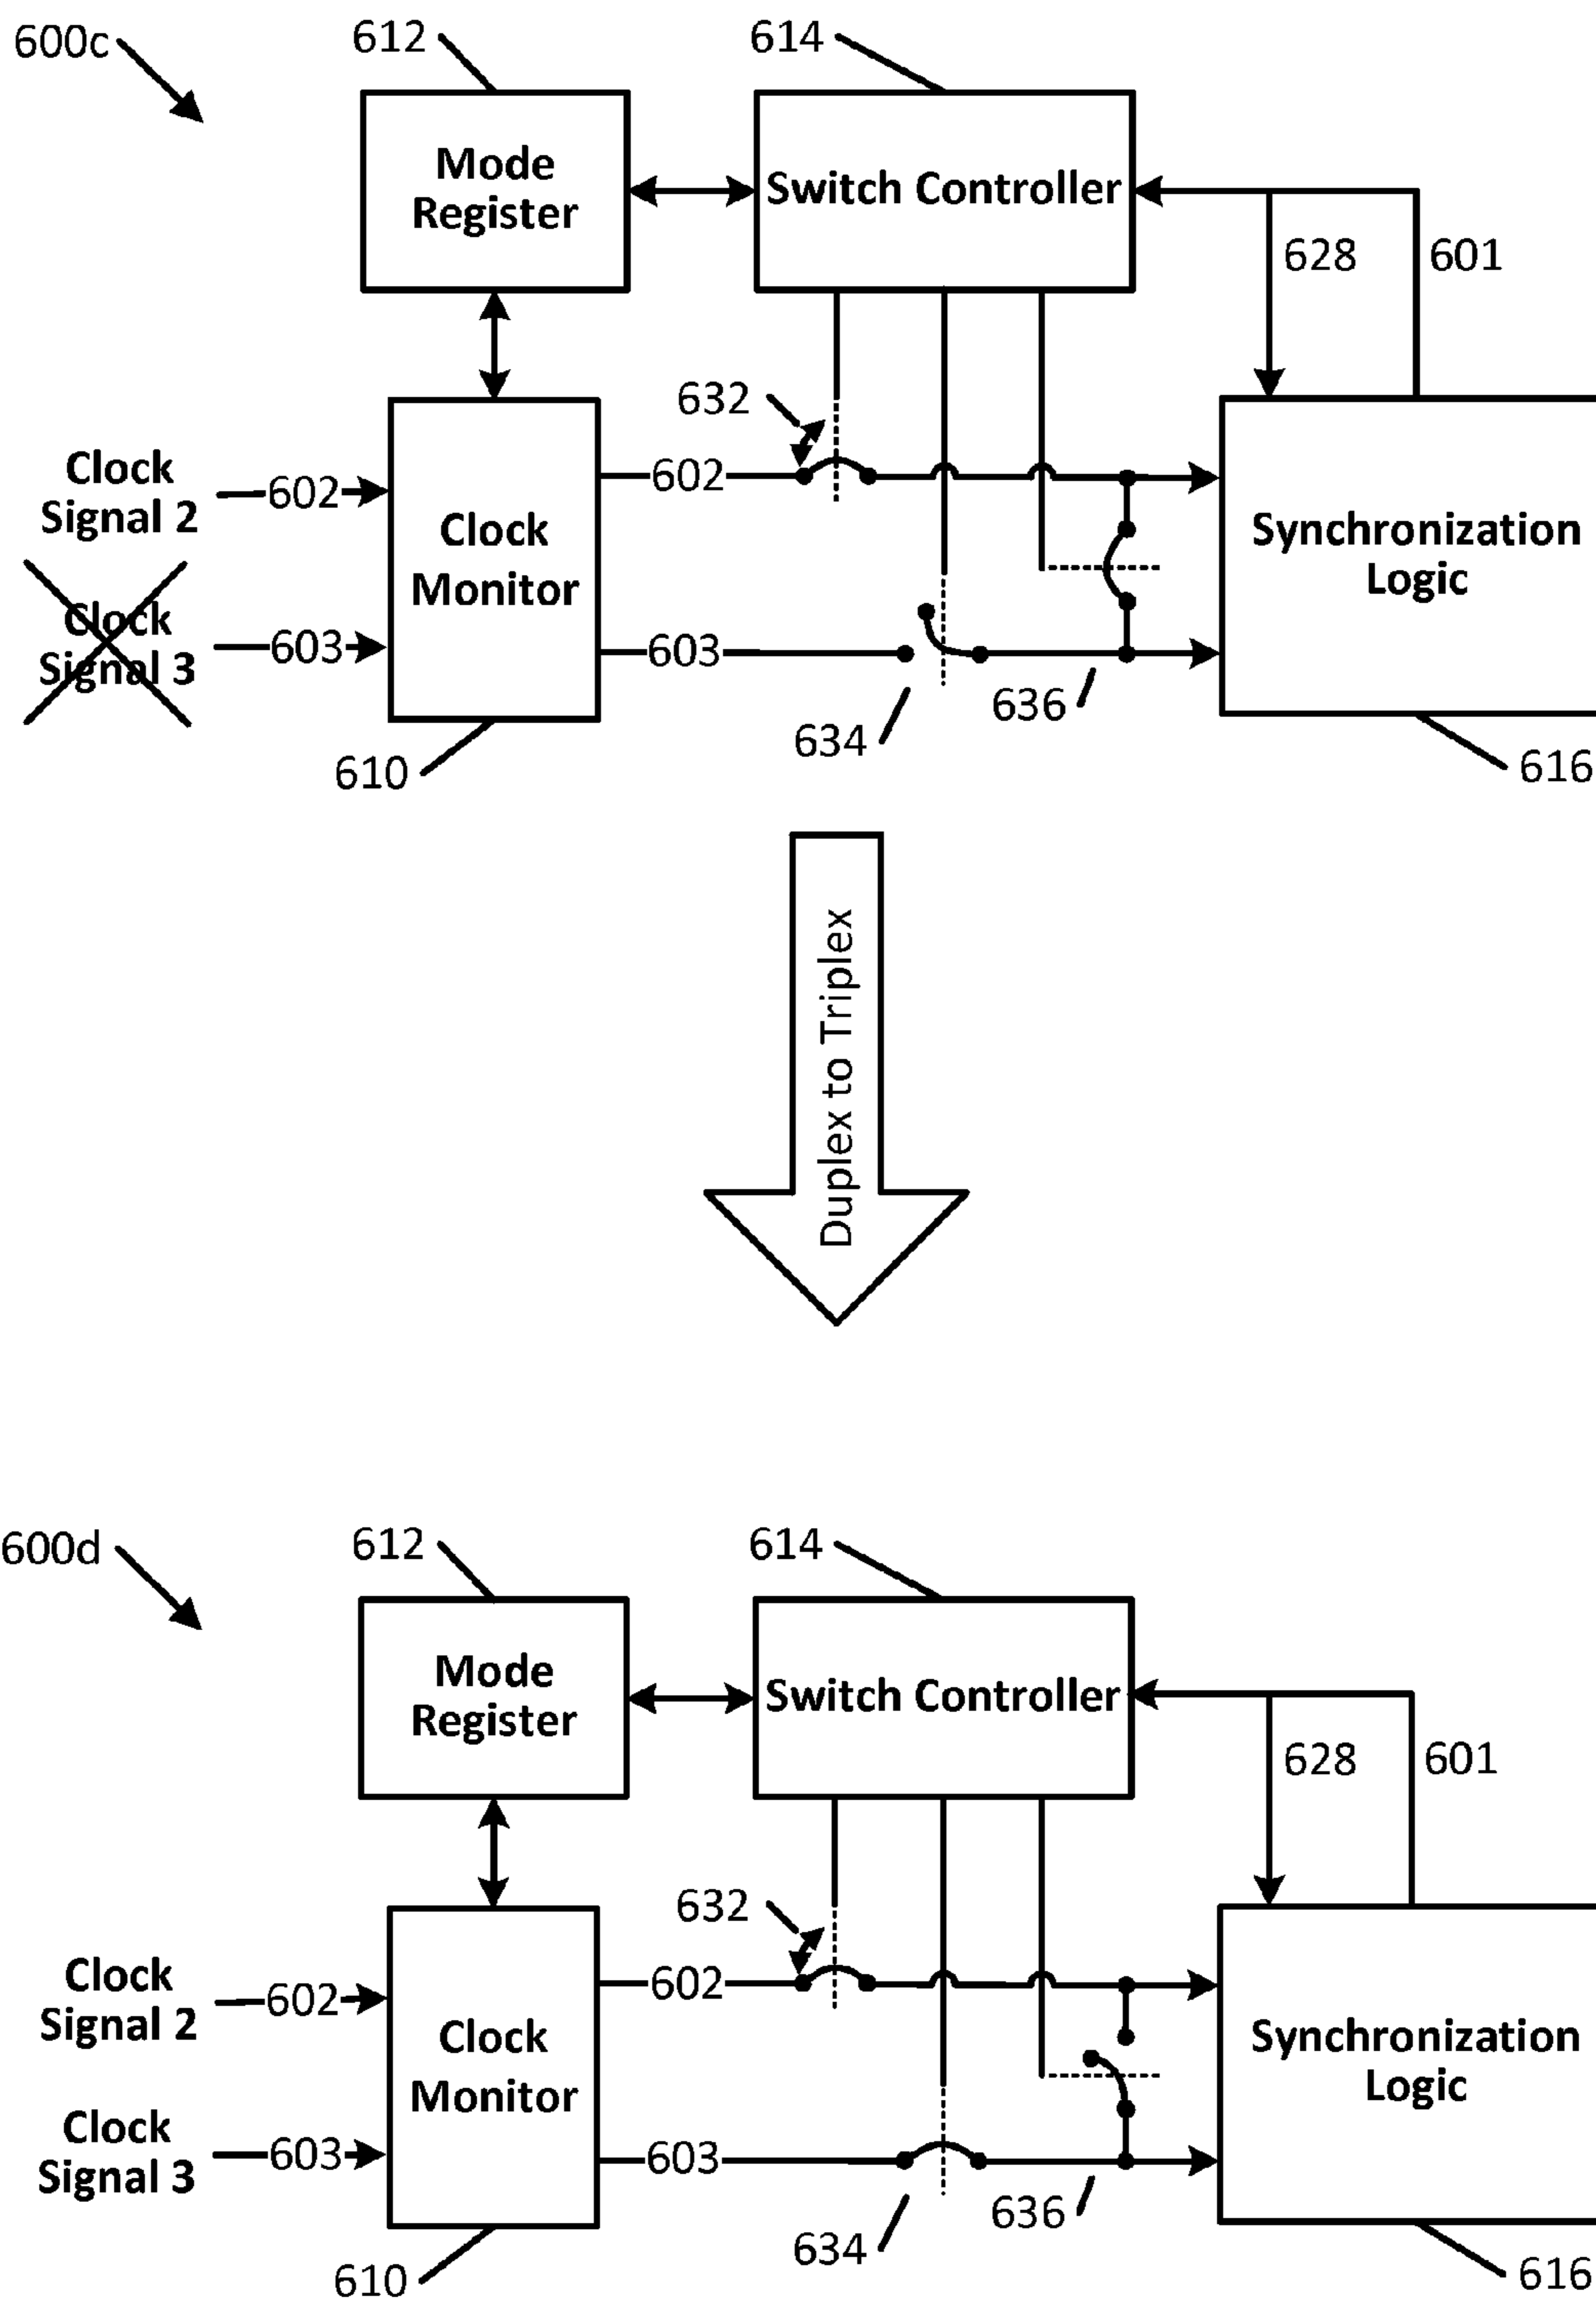 600c
612
614
Mode
Register
Switch Controller
628
601
632
Clock
Signal 2
602
602
Clock
Monitor
Synchronization
Logic
Clock
Signal 3
603
603
636
634
610
616
Duplex to Triplex
600d
612
614
Mode
Register
Switch Controller
628
601
632
Clock
Signal 2
602
602
Clock
Monitor
Synchronization
Logic
Clock
Signal 3
603
603
636
634
610
616